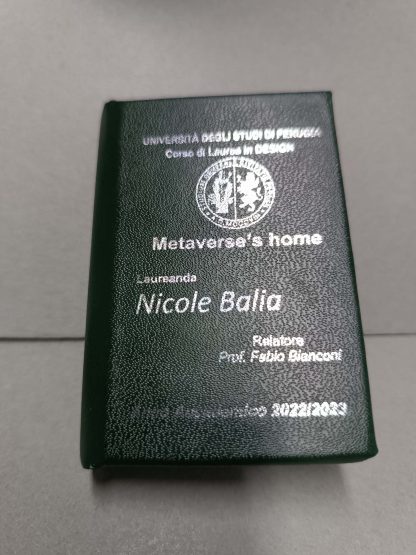 UNIVERSITÀ DEGLI STUDI DI PERUGIA
Corso di Laurea in DESIGN
Metaverse's home
Laureanda
Nicole Balia
Relatore
Prof. Fabio Bianconi
Anno Accademico 2022/2023